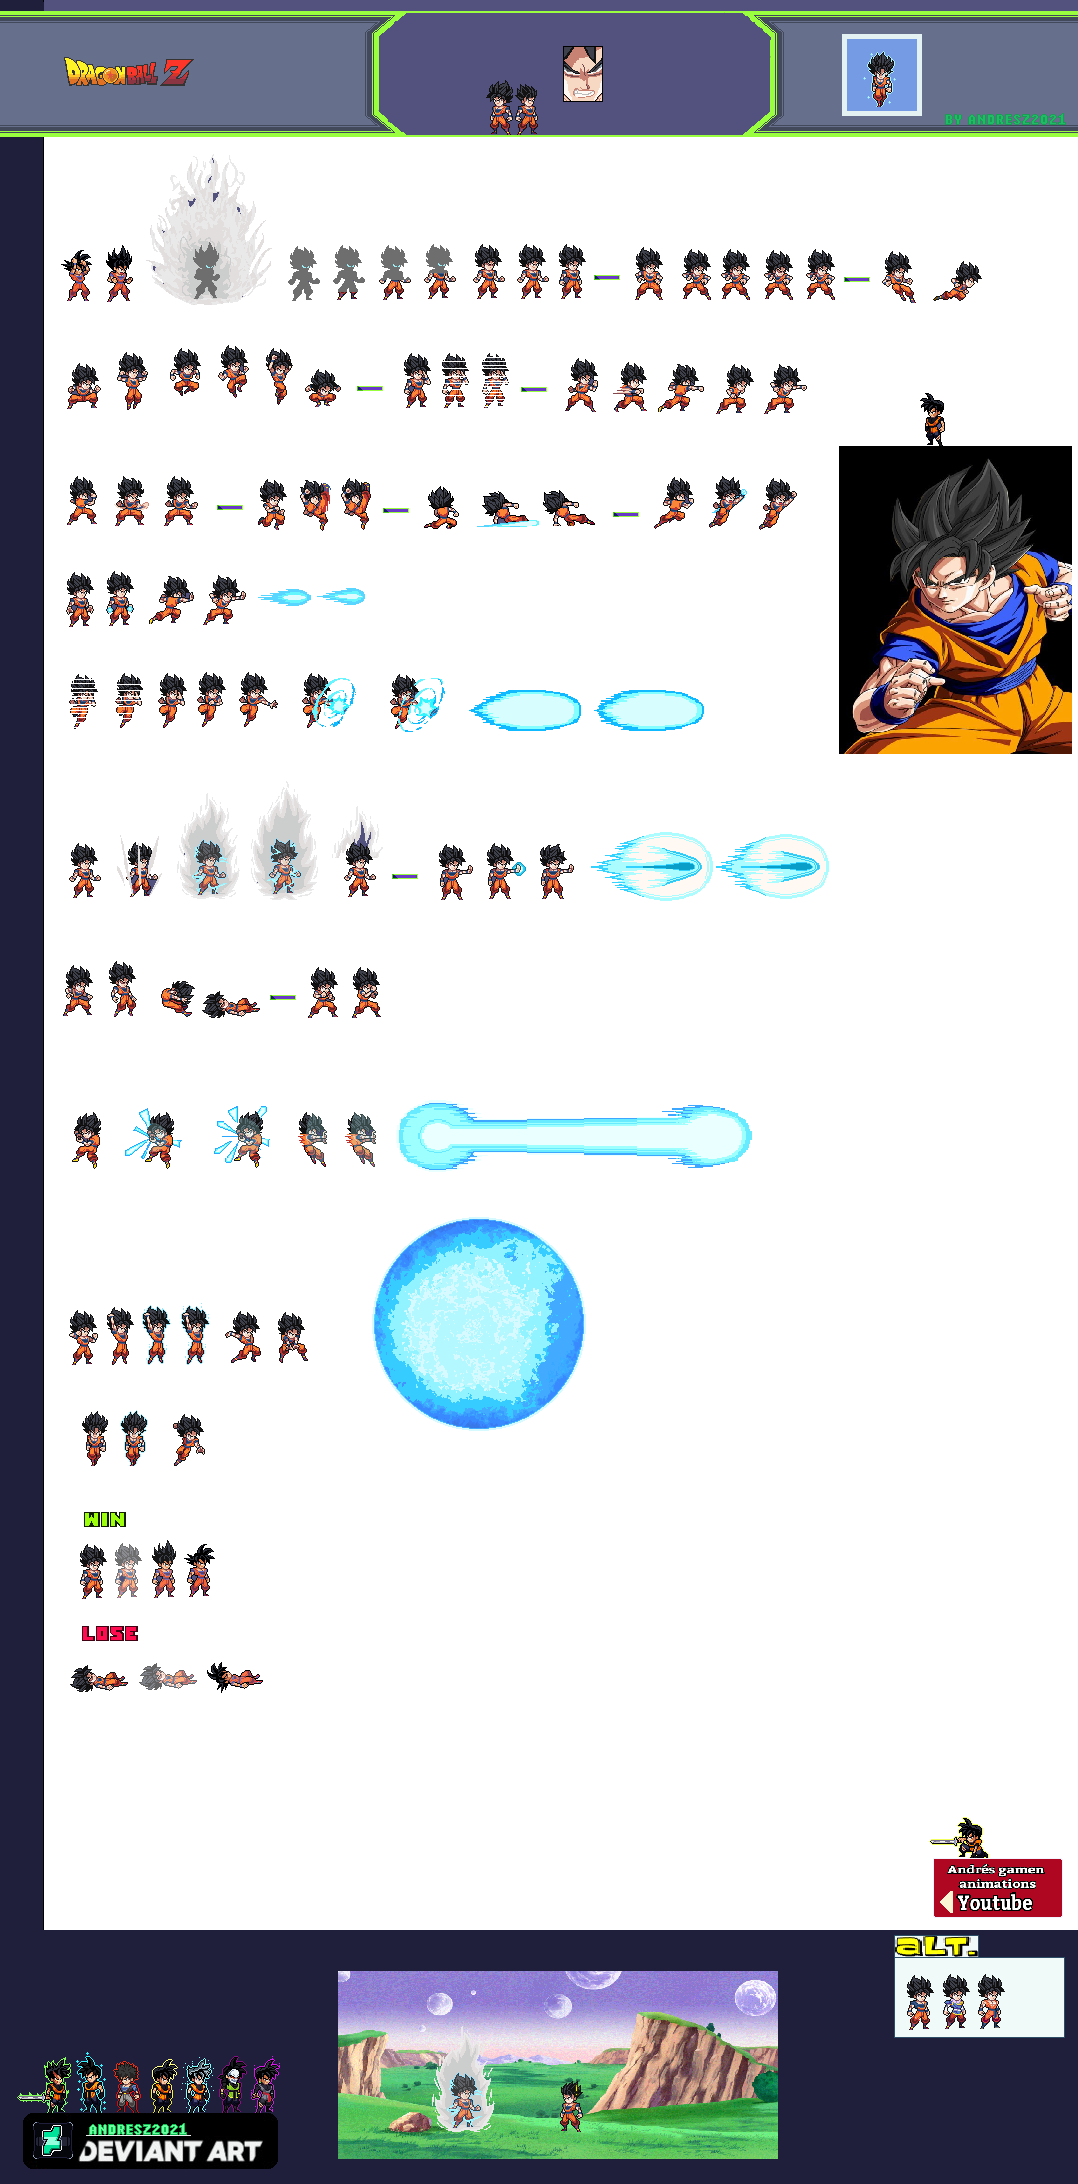 DRAGON BALL Z
BY ANDRESZ2021
WIN
LOSE
Andrés gamen
animations
Youtube
ALT.
ANDRESZ2021
DEVIANT ART